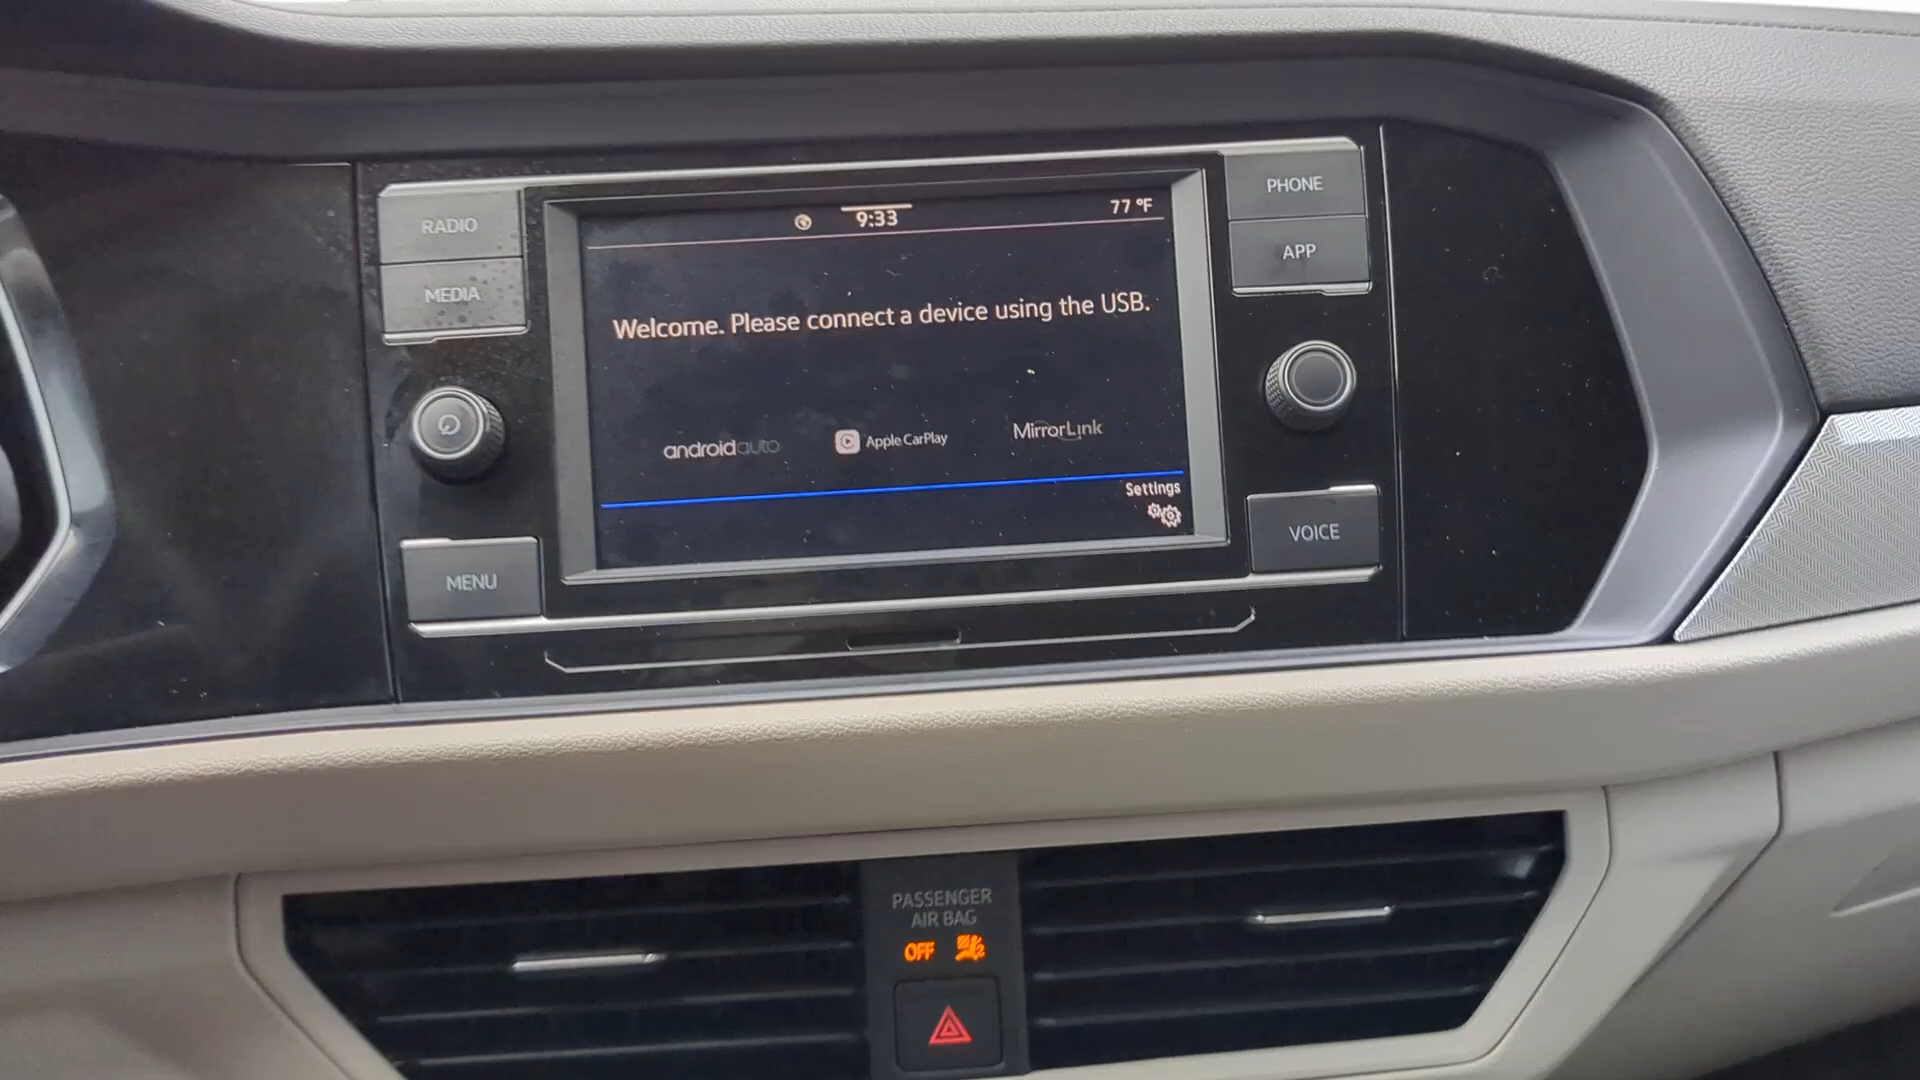 RADIO
MEDIA
MENU
9:33
77 °F
Welcome. Please connect a device using the USB.
androidauto
Apple CarPlay
MirrorLink
Settings
PHONE
APP
VOICE
PASSENGER
AIR BAG
OFF